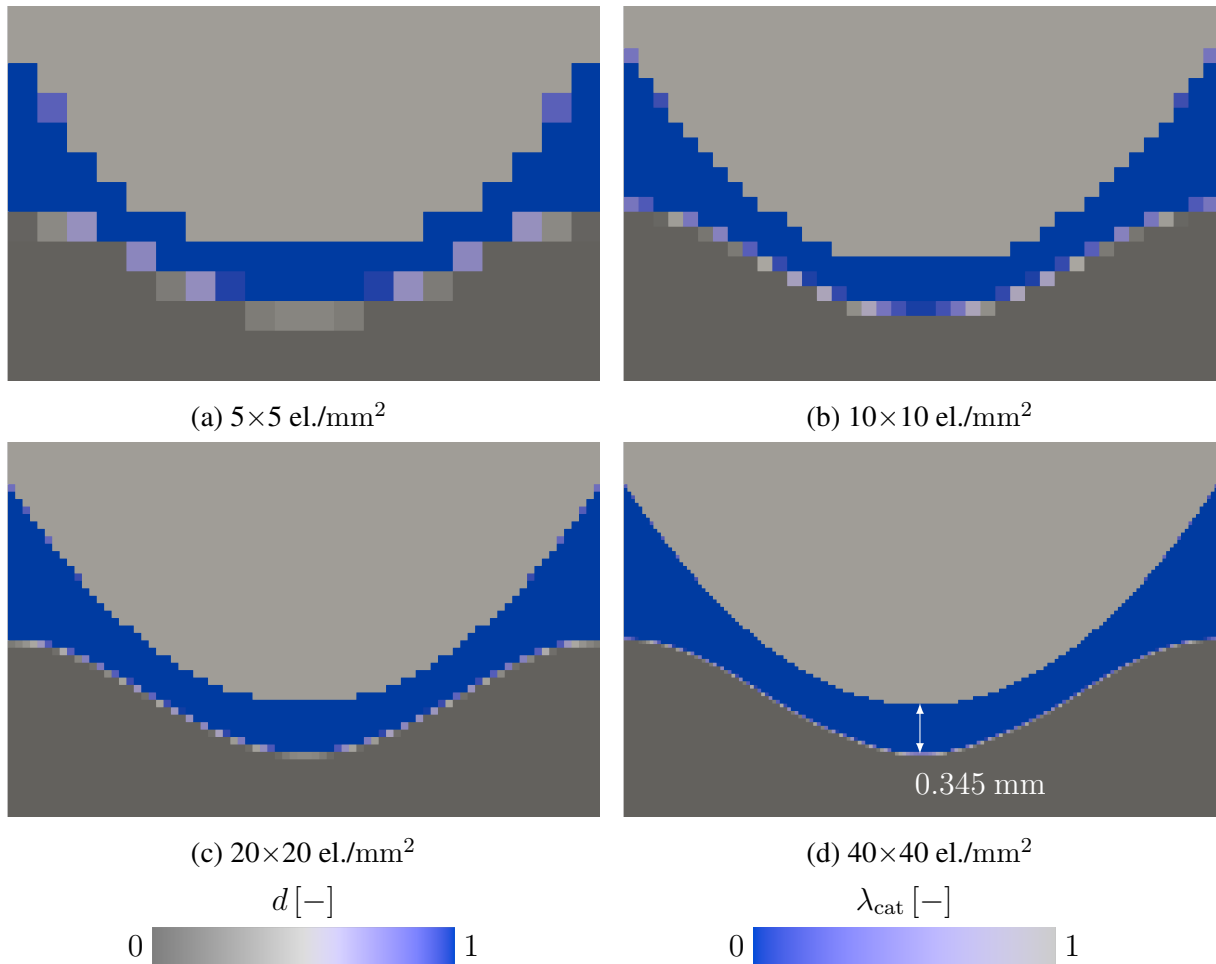 (a) 5×5 el./mm²
(b) 10×10 el./mm²
0.345 mm
(c) 20×20 el./mm²
(d) 40×40 el./mm²
d [−]
λcat [−]
0 1
0 1